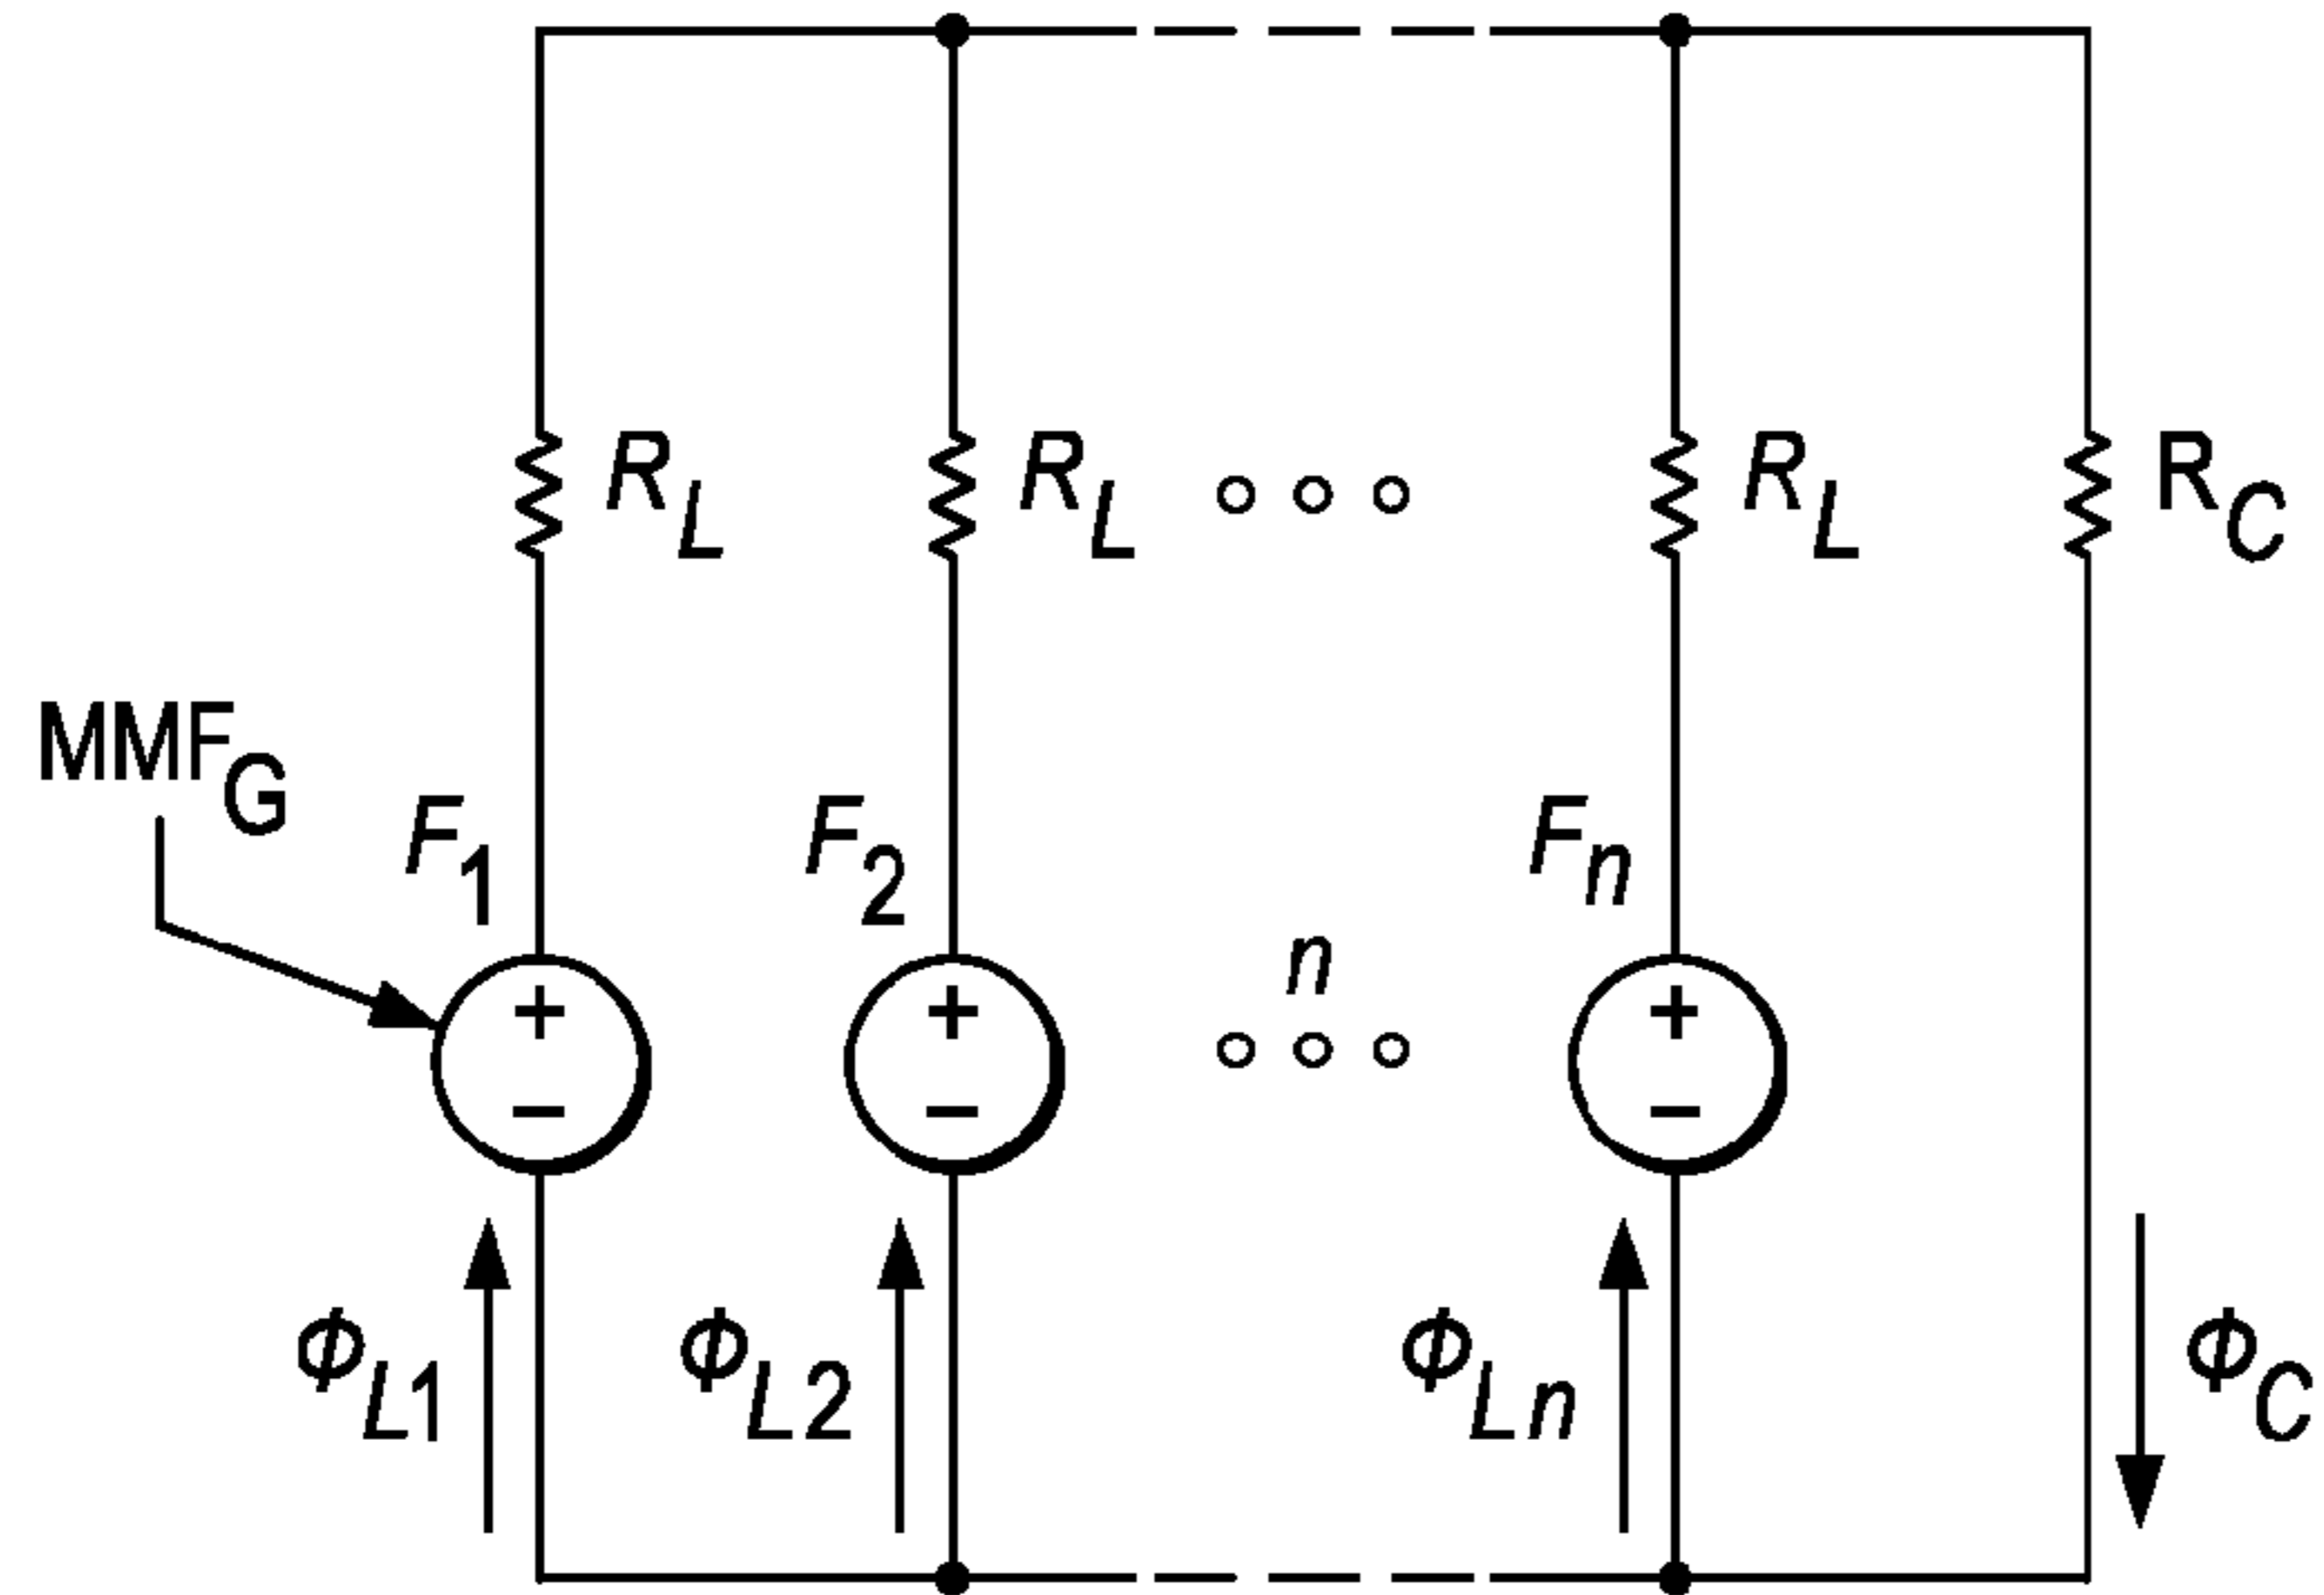 R_L R_L R_L R_C
MMF_G
F_1 F_2 F_n
n
+ + +
− − −
Φ_L1 Φ_L2 Φ_Ln Φ_C